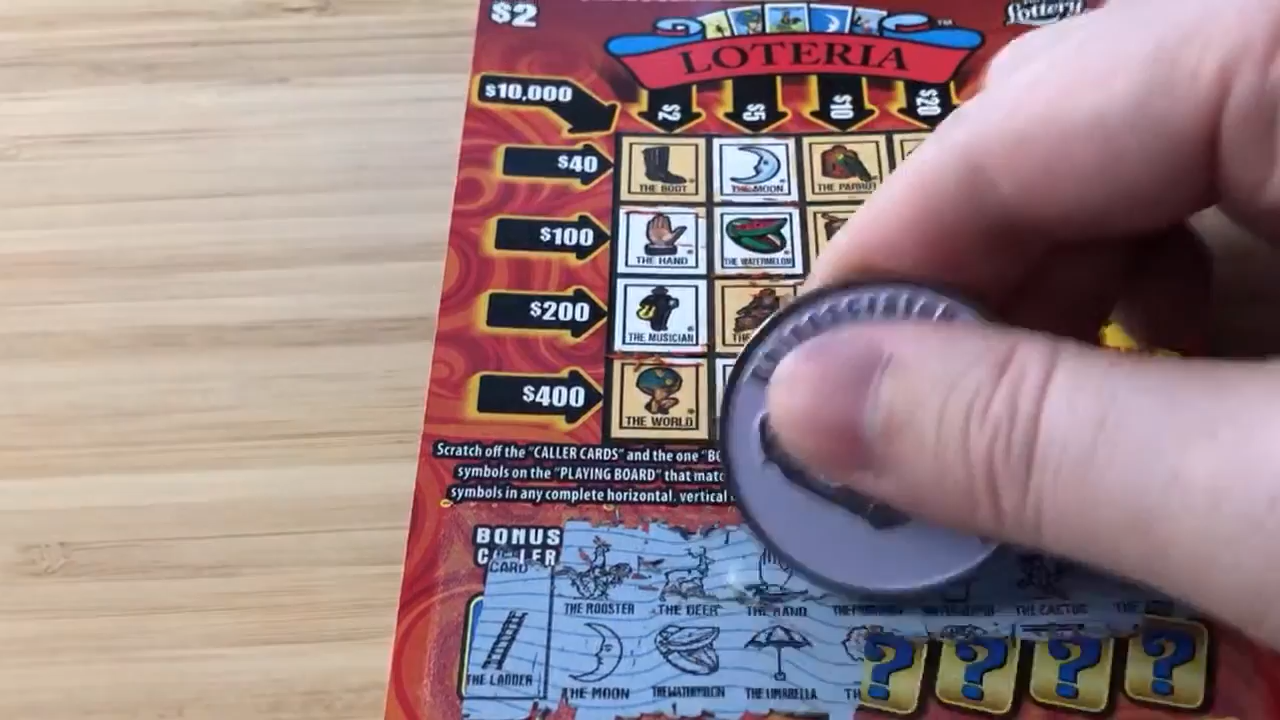 $2
Lottery
LOTERIA
$10,000
$2 $5 $10 $20
$40
THE BOOT THE MOON THE PARROT
$100
THE HAND THE WATERMELON
$200
THE MUSICIAN THE
$400
THE WORLD
Scratch off the "CALLER CARDS" and the one
symbols on the "PLAYING BOARD" that
symbols in any complete horizontal, vertical
BONUS
CALLER
CARD
THE ROOSTER THE DEER THE HAND THE CACTUS THE
THE LADDER THE MOON THE WATERMELON THE UMBRELLA
? ? ? ?